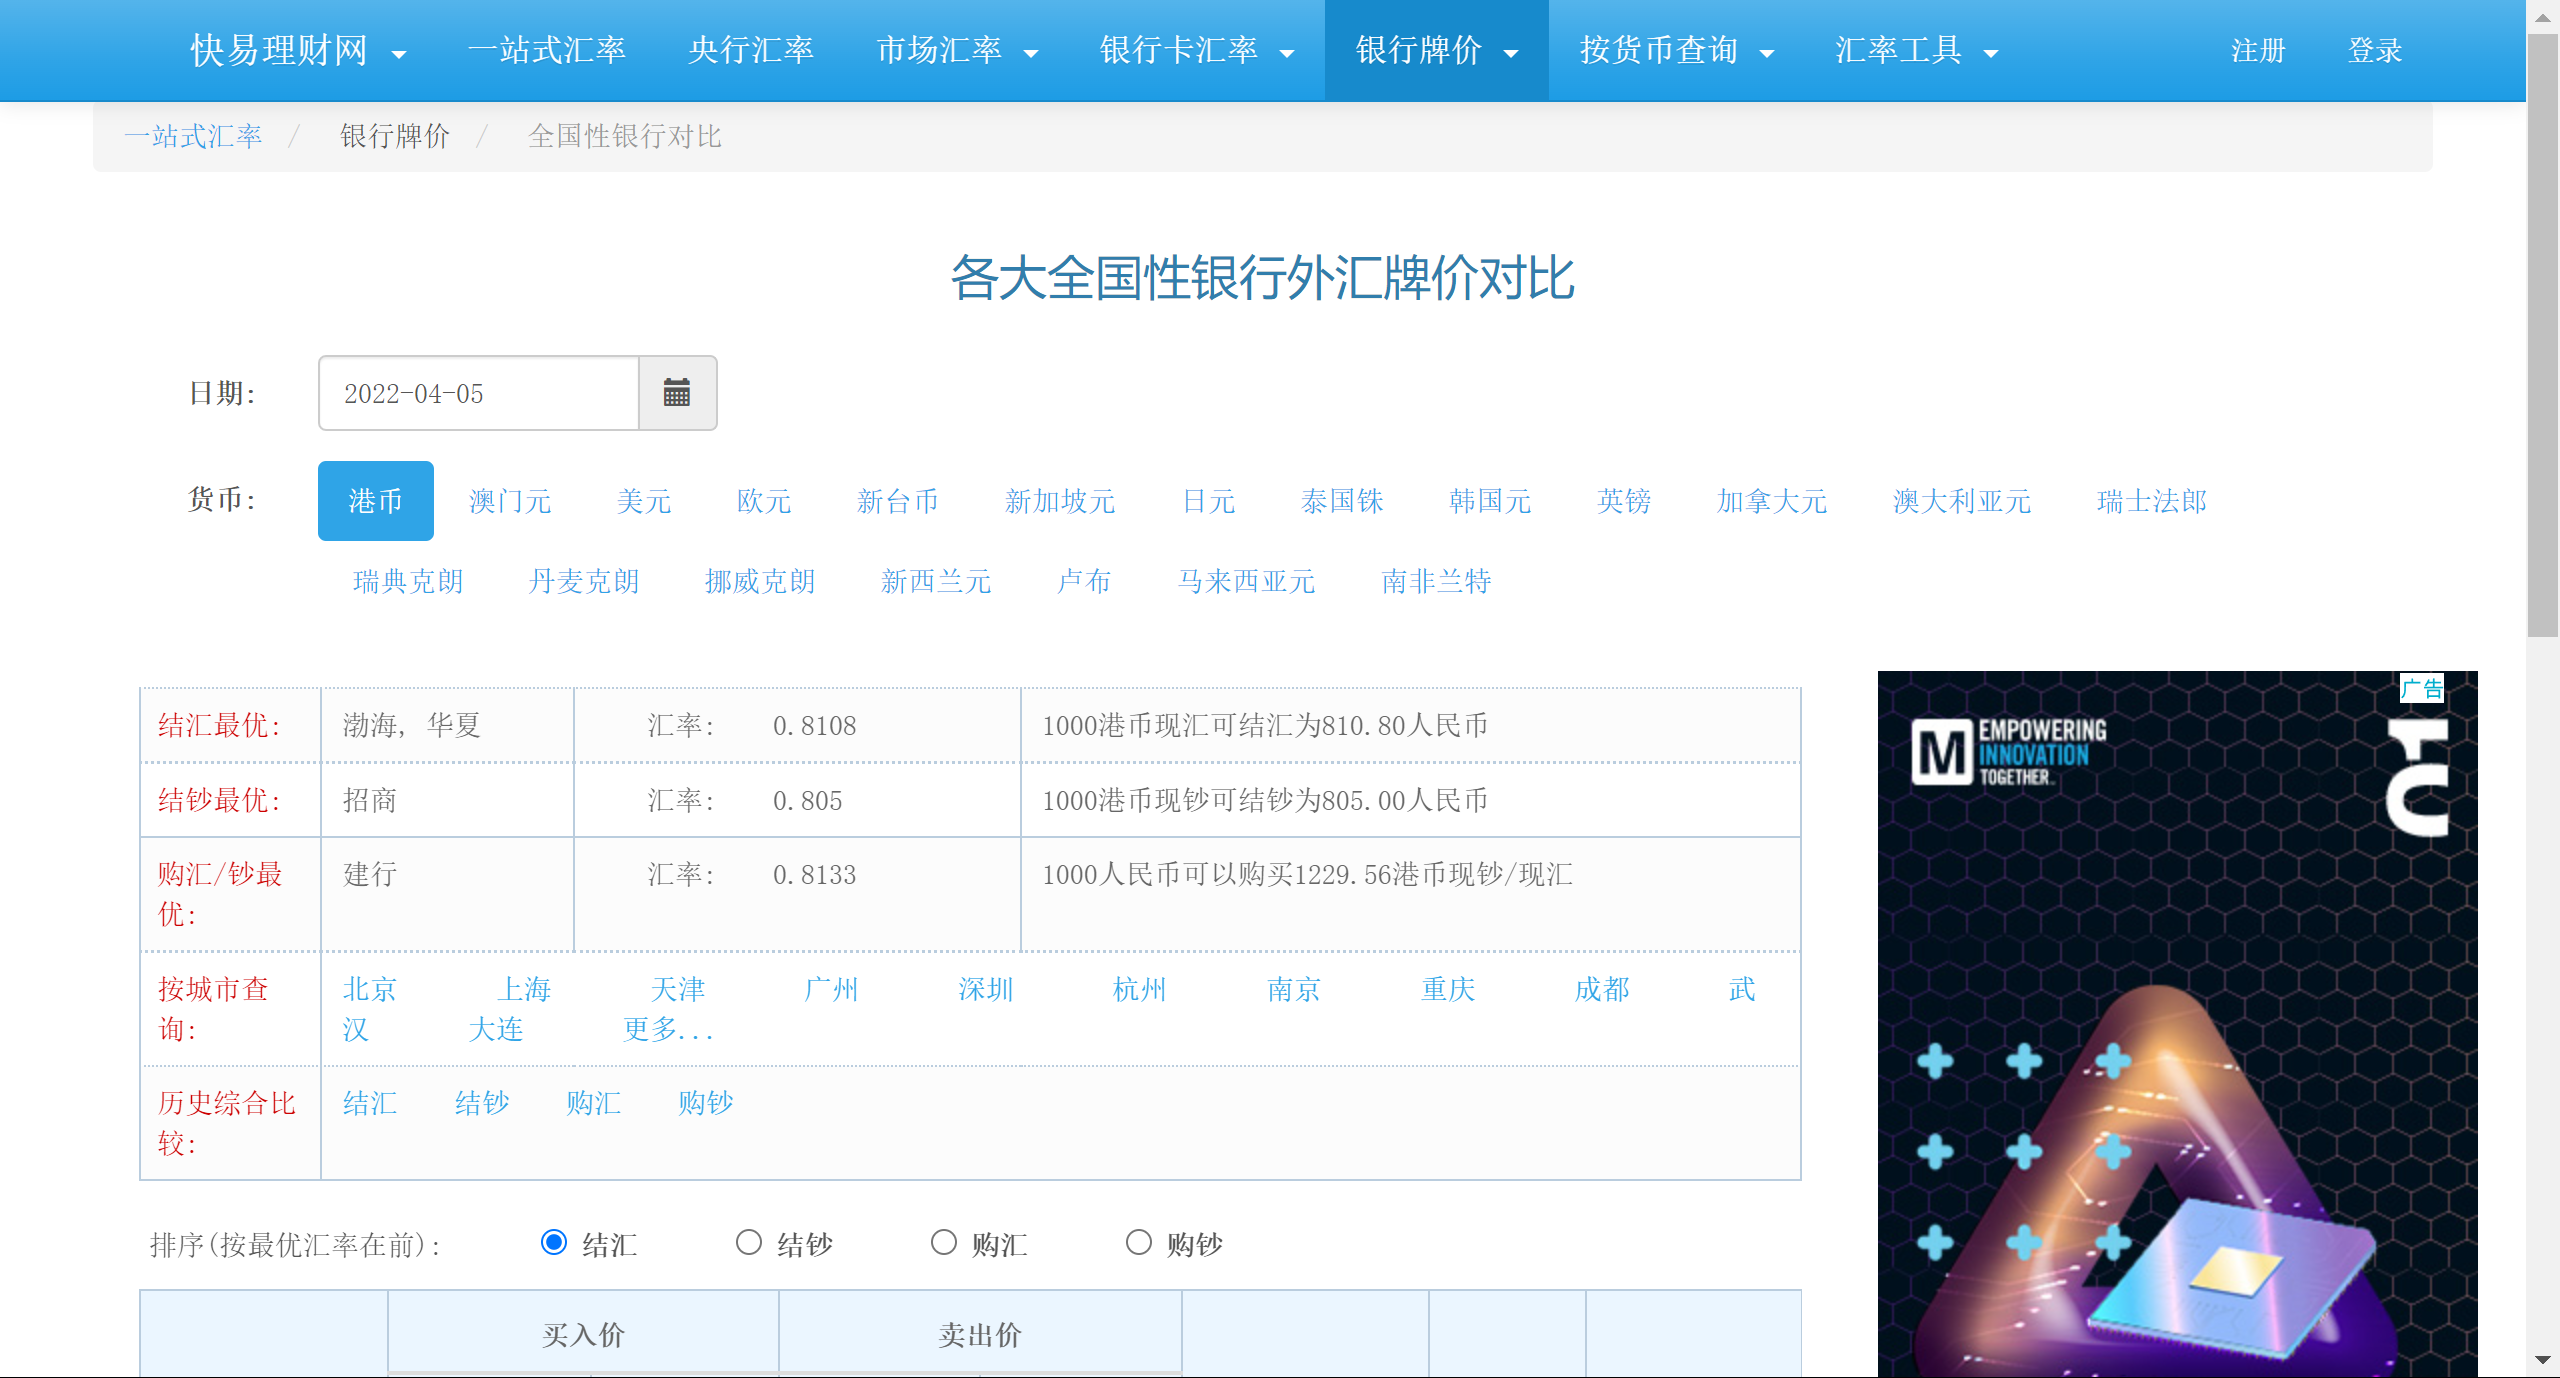 快易理财网 一站式汇率 央行汇率 市场汇率 银行卡汇率 银行牌价 按货币查询 汇率工具 注册 登录
一站式汇率 / 银行牌价 / 全国性银行对比
各大全国性银行外汇牌价对比
日期: 2022-04-05
货币: 港币 澳门元 美元 欧元 新台币 新加坡元 日元 泰国铢 韩国元 英镑 加拿大元 澳大利亚元 瑞士法郎
瑞典克朗 丹麦克朗 挪威克朗 新西兰元 卢布 马来西亚元 南非兰特
结汇最优: 渤海, 华夏 汇率: 0.8108 1000港币现汇可结汇为810.80人民币
结钞最优: 招商 汇率: 0.805 1000港币现钞可结钞为805.00人民币
购汇/钞最
优: 建行 汇率: 0.8133 1000人民币可以购买1229.56港币现钞/现汇
按城市查
询: 北京 上海 天津 广州 深圳 杭州 南京 重庆 成都 武
汉 大连 更多...
历史综合比
较: 结汇 结钞 购汇 购钞
排序(按最优汇率在前): 结汇 结钞 购汇 购钞
买入价 卖出价
广告
M EMPOWERING
INNOVATION
TOGETHER